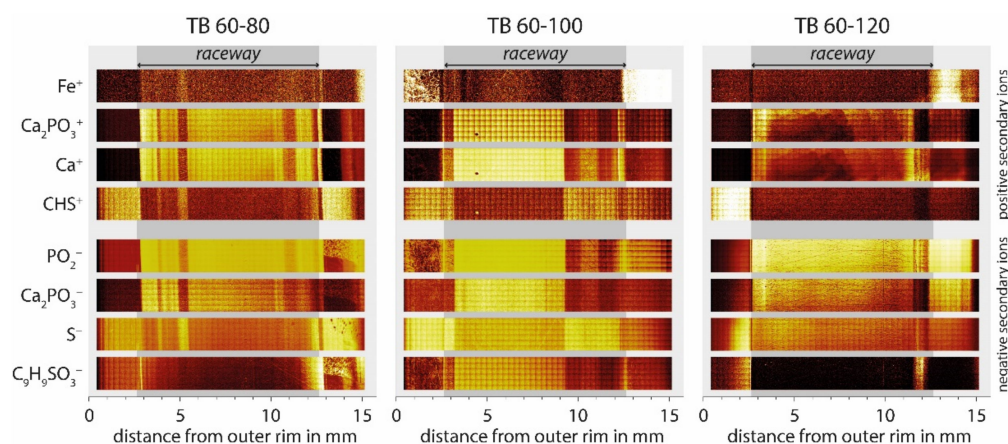 TB 60-80 TB 60-100 TB 60-120
raceway raceway raceway
Fe⁺
Ca₂PO₃⁺
Ca⁺
CHS⁺
positive secondary ions
PO₂⁻
Ca₂PO₃⁻
S⁻
C₉H₉SO₃⁻
negative secondary ions
0 5 10 15 0 5 10 15 0 5 10 15
distance from outer rim in mm distance from outer rim in mm distance from outer rim in mm